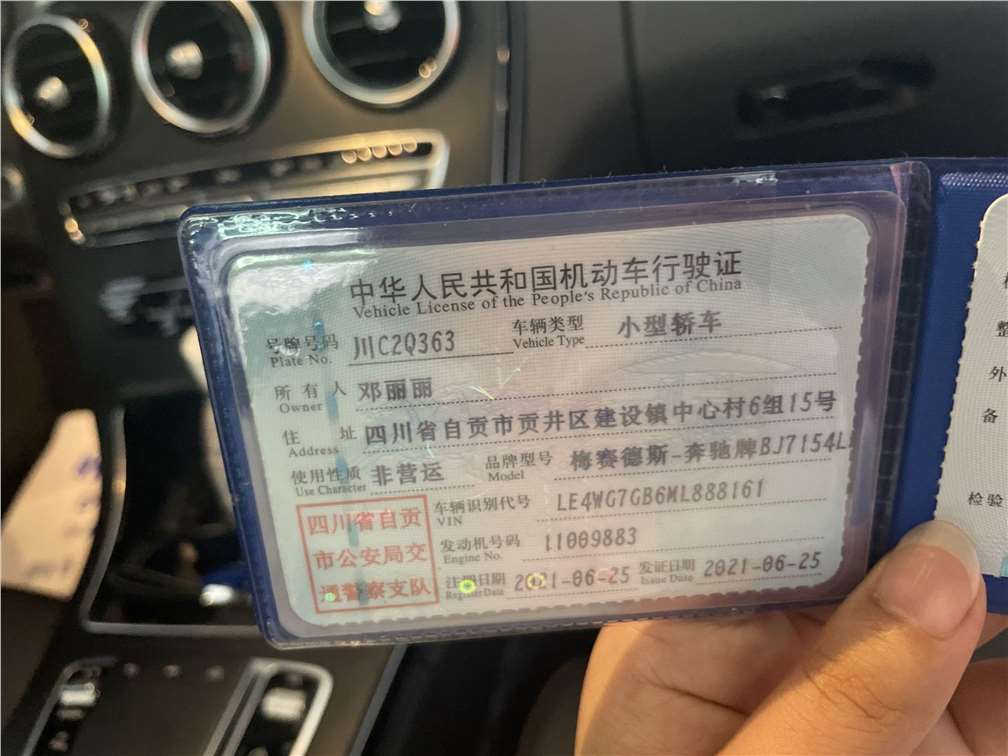 中华人民共和国机动车行驶证
Vehicle License of the People's Republic of China
号牌号码 川C2Q363 车辆类型 小型轿车
Plate No. Vehicle Type
所有人 邓丽丽
Owner
住址 四川省自贡市贡井区建设镇中心村6组15号
Address
使用性质 非营运 品牌型号 梅赛德斯-奔驰牌BJ7154L
Use Character Model
四川省自贡
市公安局交
通警察支队
车辆识别代号 LE4WG7GB6ML888161
VIN
发动机号码 11009883
Engine No.
注册日期 2021-06-25 发证日期 2021-06-25
Register Date Issue Date
整
外
备
检验